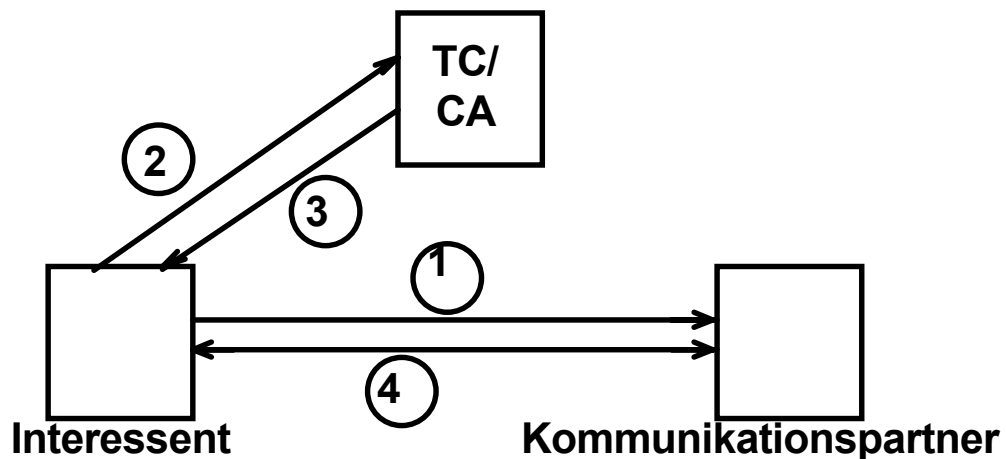 TC/
CA
2
3
1
4
Interessent
Kommunikationspartner